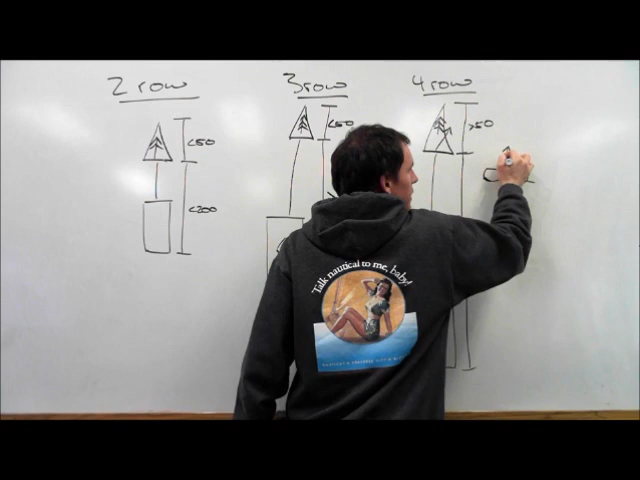 2 row
3 row
4 row
<50
<50
>50
<200
Talk nautical to me, baby!